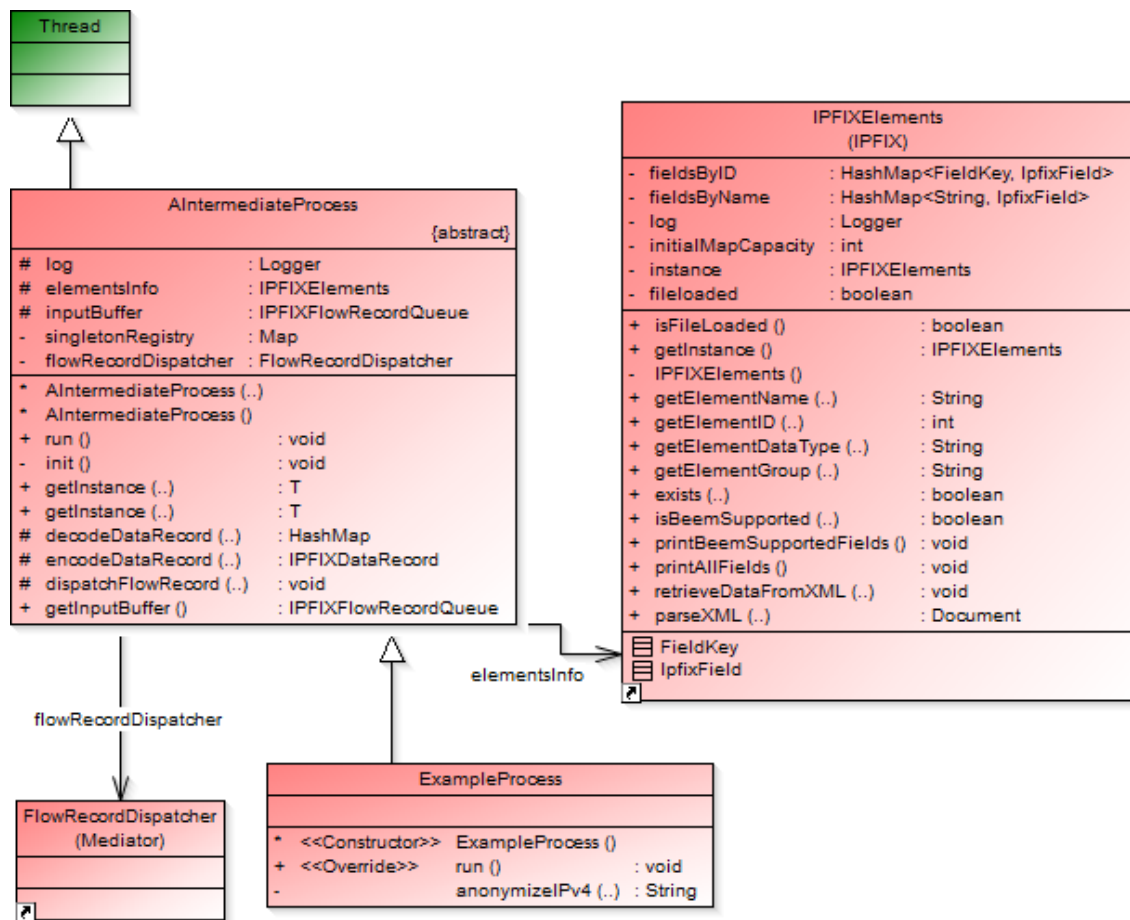 Thread
AIntermediateProcess
{abstract}
# log : Logger
# elementsInfo : IPFIXElements
# inputBuffer : IPFIXFlowRecordQueue
- singletonRegistry : Map
- flowRecordDispatcher : FlowRecordDispatcher
* AIntermediateProcess (..)
* AIntermediateProcess ()
+ run () : void
- init () : void
+ getInstance (..) : T
+ getInstance (..) : T
# decodeDataRecord (..) : HashMap
# encodeDataRecord (..) : IPFIXDataRecord
# dispatchFlowRecord (..) : void
+ getInputBuffer () : IPFIXFlowRecordQueue
IPFIXElements
(IPFIX)
- fieldsByID : HashMap<FieldKey, IpfixField>
- fieldsByName : HashMap<String, IpfixField>
- log : Logger
- initialMapCapacity : int
- instance : IPFIXElements
- fileloaded : boolean
+ isFileLoaded () : boolean
+ getInstance () : IPFIXElements
- IPFIXElements ()
+ getElementName (..) : String
+ getElementID (..) : int
+ getElementDataType (..) : String
+ getElementGroup (..) : String
+ exists (..) : boolean
+ isBeemSupported (..) : boolean
+ printBeemSupportedFields () : void
+ printAllFields () : void
+ retrieveDataFromXML (..) : void
+ parseXML (..) : Document
FieldKey
IpfixField
elementsInfo
flowRecordDispatcher
FlowRecordDispatcher
(Mediator)
ExampleProcess
* <<Constructor>> ExampleProcess ()
+ <<Override>> run () : void
- anonymizeIPv4 (..) : String